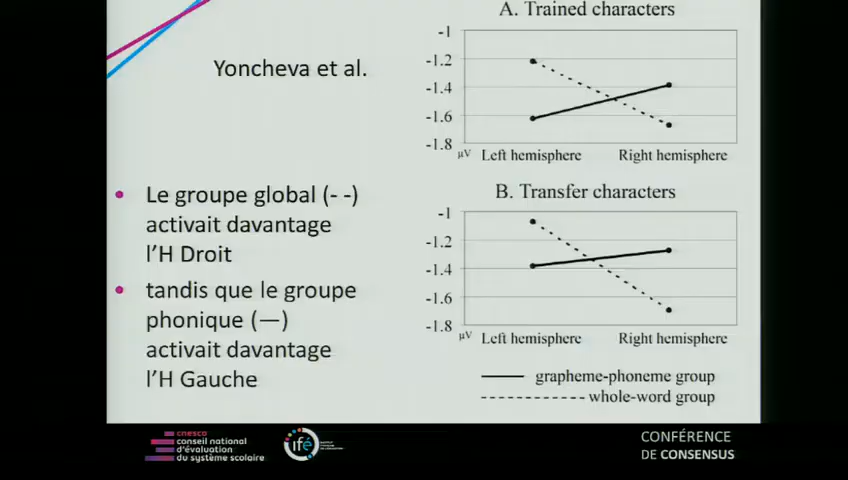 Yoncheva et al.
Le groupe global (- -)
activait davantage
l'H Droit
tandis que le groupe
phonique (—)
activait davantage
l'H Gauche
A. Trained characters
-1
-1.2
-1.4
-1.6
-1.8
µV Left hemisphere Right hemisphere
B. Transfer characters
-1
-1.2
-1.4
-1.6
-1.8
µV Left hemisphere Right hemisphere
grapheme-phoneme group
whole-word group
cnesco
conseil national
d'évaluation
du système scolaire
ifé
CONFÉRENCE
DE CONSENSUS